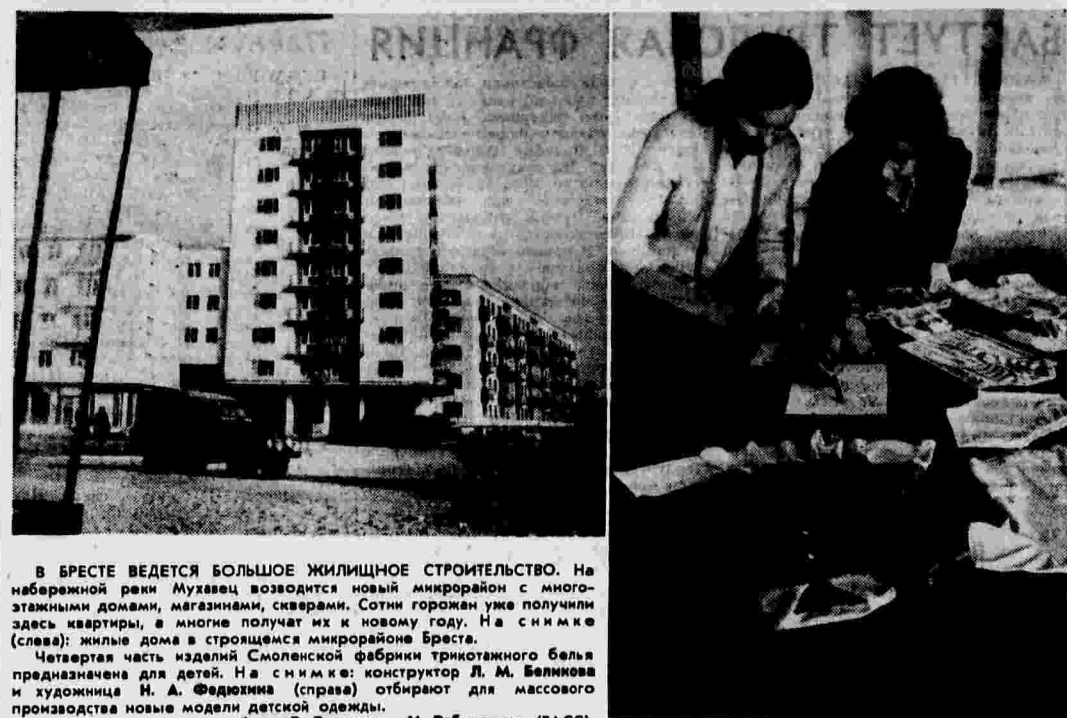 В БРЕСТЕ ВЕДЕТСЯ БОЛЬШОЕ ЖИЛИЩНОЕ СТРОИТЕЛЬСТВО. На
набережной реки Мухавец возводится новый микрорайон с много-
этажными домами, магазинами, скверами. Сотни горожан уже получили
здесь квартиры, а многие получат их к новому году. На снимке
(слева): жилые дома в строящемся микрорайоне Бреста.
Четвертая часть изделий Смоленской фабрики трикотажного белья
предназначена для детей. На снимке: конструктор Л. М. Беликова
и художница Н. А. Федюхина (справа) отбирают для массового
производства новые модели детской одежды.
(ТАСС).